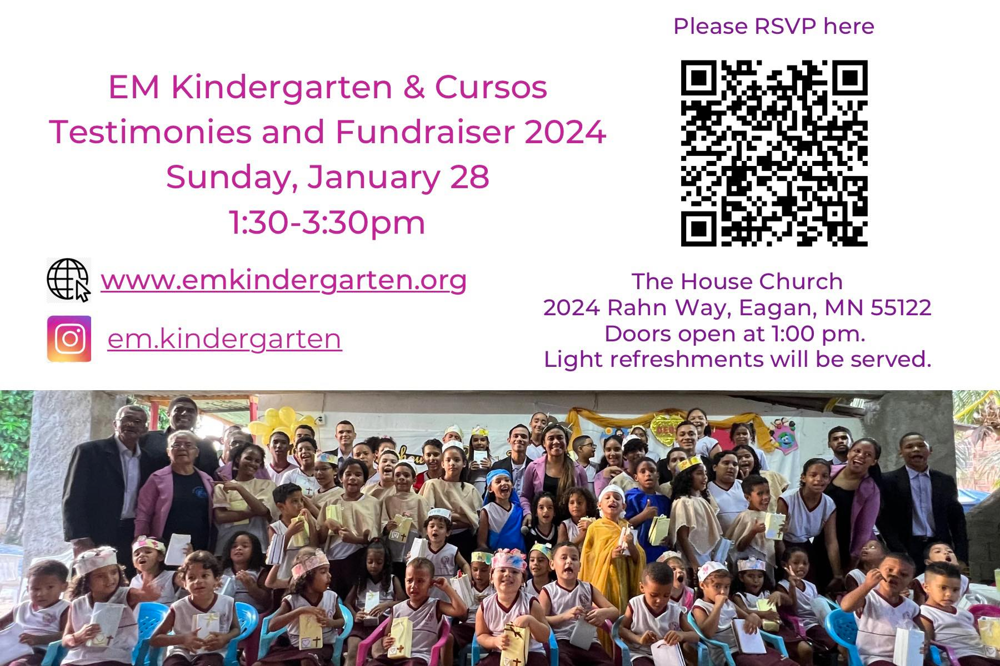 Please RSVP here
EM Kindergarten & Cursos
Testimonies and Fundraiser 2024
Sunday, January 28
1:30-3:30pm
www.emkindergarten.org
em.kindergarten
The House Church
2024 Rahn Way, Eagan, MN 55122
Doors open at 1:00 pm.
Light refreshments will be served.